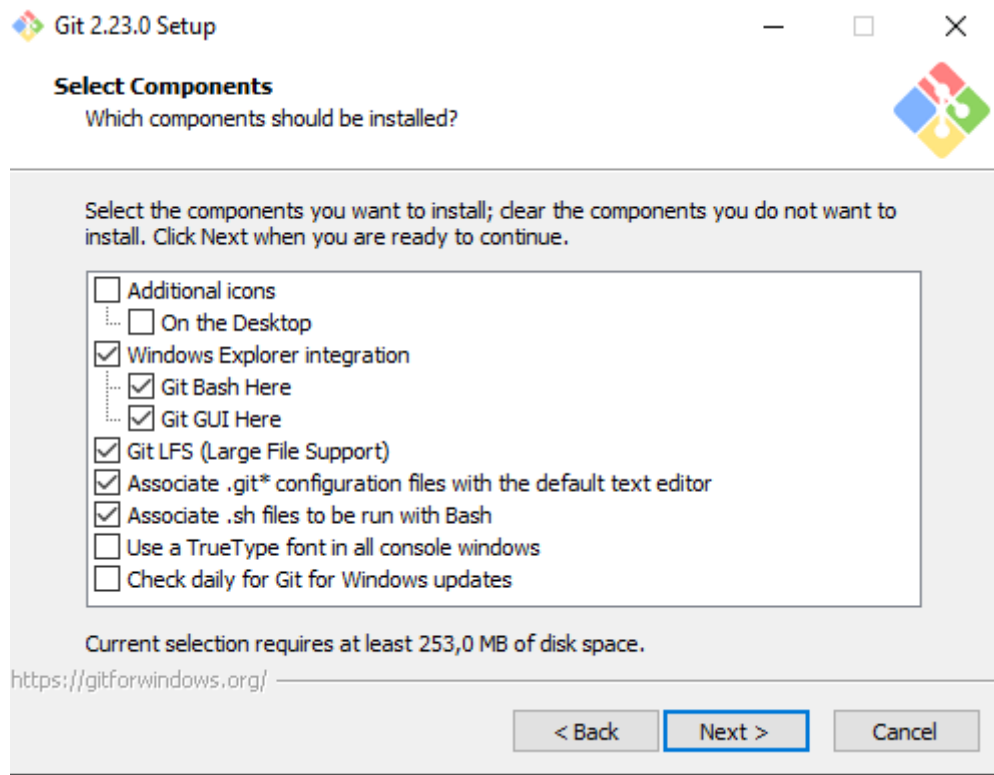 Git 2.23.0 Setup
Select Components
Which components should be installed?
Select the components you want to install; clear the components you do not want to
install. Click Next when you are ready to continue.
Additional icons
On the Desktop
Windows Explorer integration
Git Bash Here
Git GUI Here
Git LFS (Large File Support)
Associate .git* configuration files with the default text editor
Associate .sh files to be run with Bash
Use a TrueType font in all console windows
Check daily for Git for Windows updates
Current selection requires at least 253,0 MB of disk space.
https://gitforwindows.org/
< Back Next > Cancel